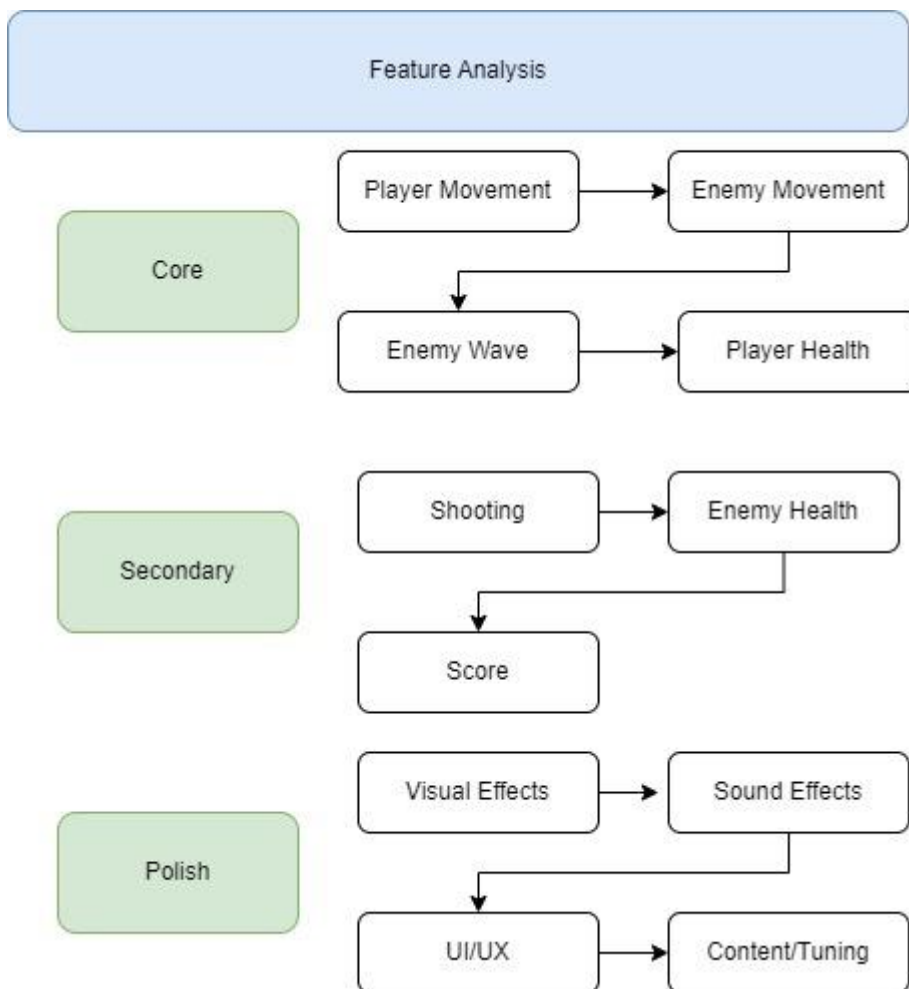 Feature Analysis
Core
Player Movement
Enemy Movement
Enemy Wave
Player Health
Secondary
Shooting
Enemy Health
Score
Polish
Visual Effects
Sound Effects
UI/UX
Content/Tuning